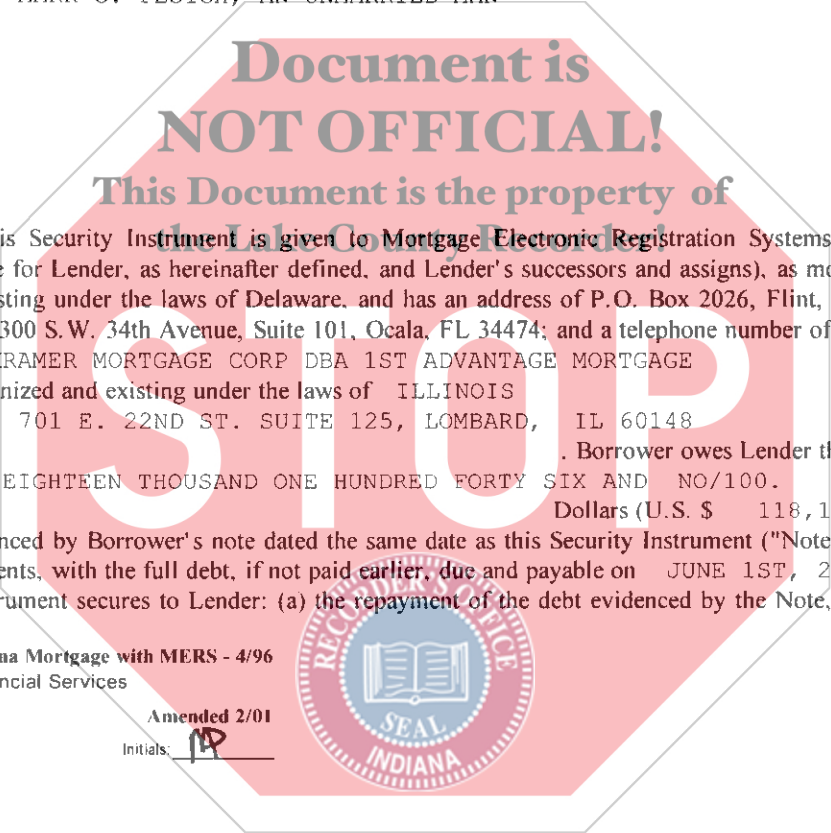 AN UNMARRIED MAN
Document is
NOT OFFICIAL!
This Document is the property of
the Lake County Recorder!
is Security Instrument is given to Mortgage Electronic Registration Systems
e for Lender, as hereinafter defined, and Lender's successors and assigns), as mo
sting under the laws of Delaware, and has an address of P.O. Box 2026, Flint,
300 S.W. 34th Avenue, Suite 101, Ocala, FL 34474; and a telephone number of
RAMER MORTGAGE CORP DBA 1ST ADVANTAGE MORTGAGE
nized and existing under the laws of ILLINOIS
701 E. 22ND ST. SUITE 125, LOMBARD, IL 60148
. Borrower owes Lender th
EIGHTEEN THOUSAND ONE HUNDRED FORTY SIX AND NO/100.
Dollars (U.S. $ 118,1
nced by Borrower's note dated the same date as this Security Instrument ("Note
ents, with the full debt, if not paid earlier, due and payable on JUNE 1ST, 2
rument secures to Lender: (a) the repayment of the debt evidenced by the Note,
na Mortgage with MERS - 4/96
ncial Services
Amended 2/01
Initials:
STOP
RECORDER'S OFFICE
SEAL
INDIANA